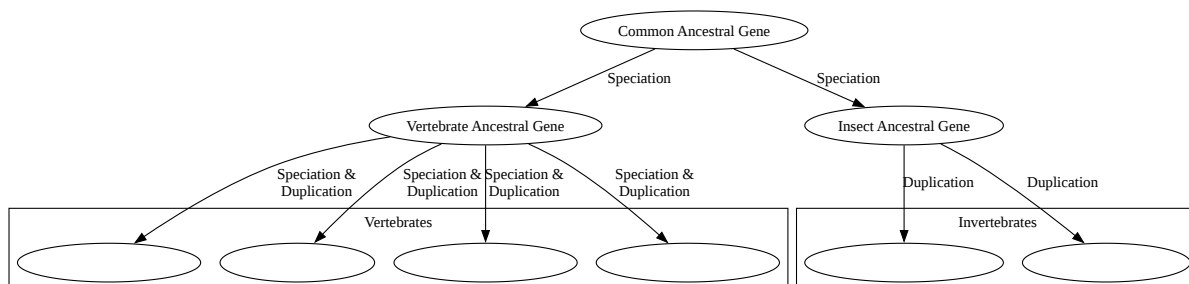 Common Ancestral Gene
Speciation
Speciation
Vertebrate Ancestral Gene
Insect Ancestral Gene
Speciation &
Duplication
Speciation &
Duplication
Speciation &
Duplication
Speciation &
Duplication
Duplication
Duplication
Vertebrates
Invertebrates